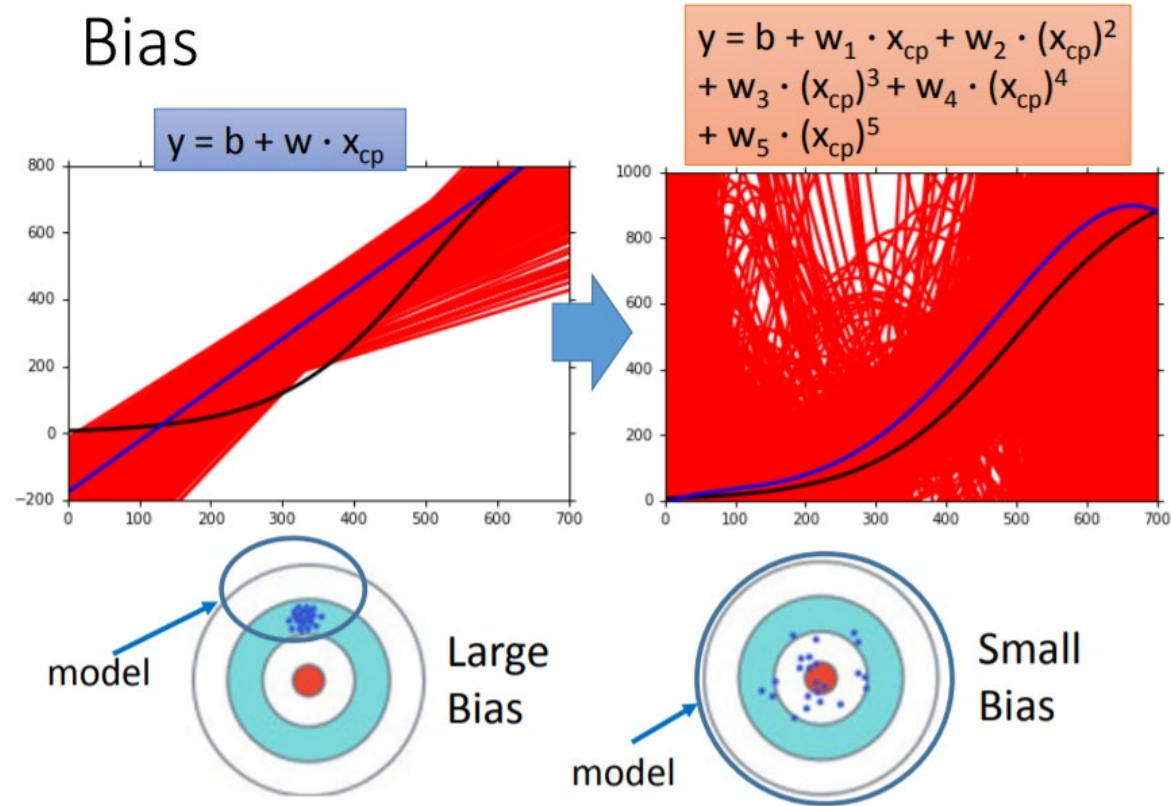 Bias
y = b + w · x_cp
y = b + w₁ · x_cp + w₂ · (x_cp)²
+ w₃ · (x_cp)³ + w₄ · (x_cp)⁴
+ w₅ · (x_cp)⁵
800
600
400
200
0
−200
0 100 200 300 400 500 600 700
1000
800
600
400
200
0
0 100 200 300 400 500 600 700
model
Large
Bias
model
Small
Bias